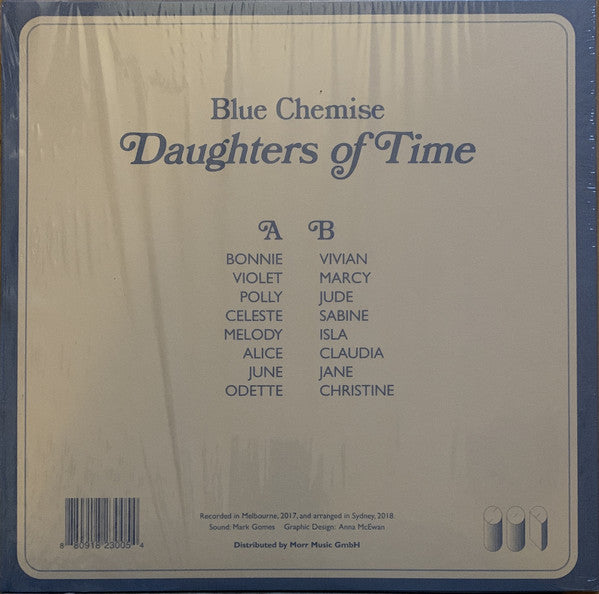 Blue Chemise
Daughters of Time
A B
BONNIE VIVIAN
VIOLET MARCY
POLLY JUDE
CELESTE SABINE
MELODY ISLA
ALICE CLAUDIA
JUNE JANE
ODETTE CHRISTINE
Recorded in Melbourne, 2017, and arranged in Sydney, 2018.
Sound: Mark Gomes Graphic Design: Anna McEwan
Distributed by Morr Music GmbH
8 80918 23005 4